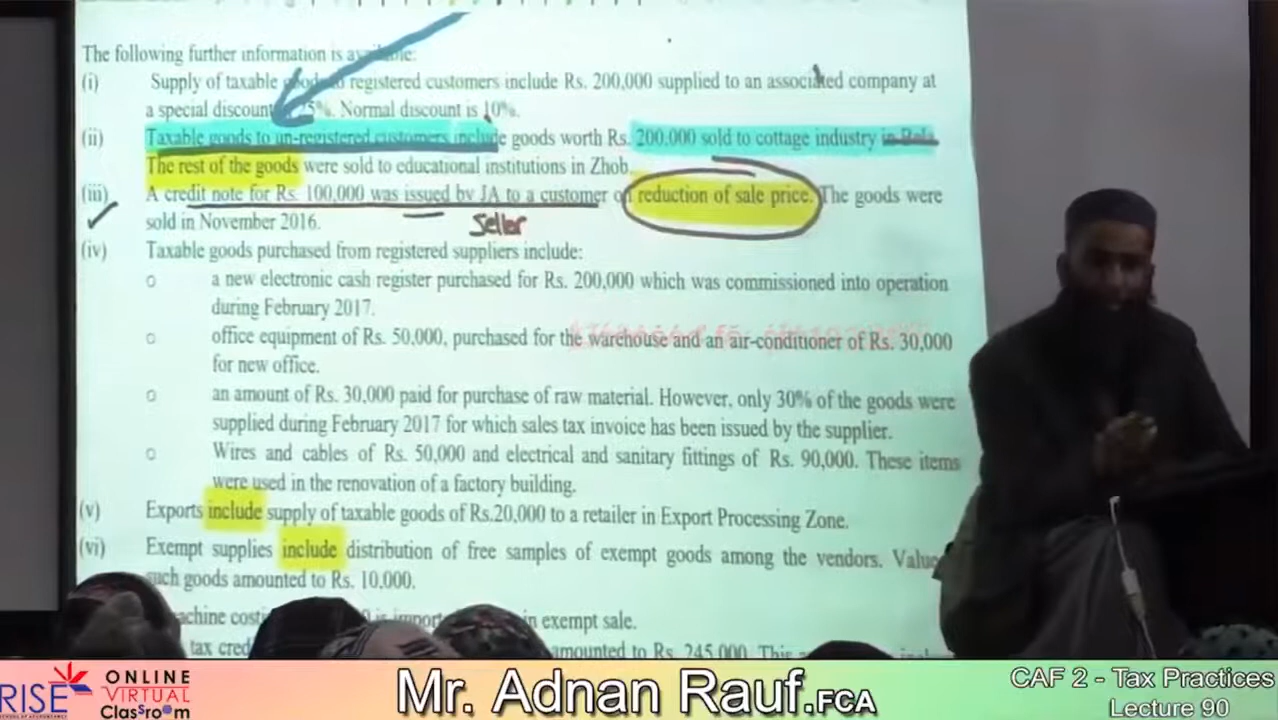 The following further information is available:
(i) Supply of taxable goods to registered customers include Rs. 200,000 supplied to an associated company at
a special discount 25%. Normal discount is 10%.
(ii) Taxable goods to un-registered customers include goods worth Rs. 200,000 sold to cottage industry in
The rest of the goods were sold to educational institutions in Zhob.
(iii) A credit note for Rs. 100,000 was issued by JA to a customer on reduction of sale price. The goods were
sold in November 2016.
Seller
(iv) Taxable goods purchased from registered suppliers include:
o a new electronic cash register purchased for Rs. 200,000 which was commissioned into operation
during February 2017.
o office equipment of Rs. 50,000, purchased for the warehouse and an air-conditioner of Rs. 30,000
for new office.
o an amount of Rs. 30,000 paid for purchase of raw material. However, only 30% of the goods were
supplied during February 2017 for which sales tax invoice has been issued by the supplier.
o Wires and cables of Rs. 50,000 and electrical and sanitary fittings of Rs. 90,000. These items
were used in the renovation of a factory building.
(v) Exports include supply of taxable goods of Rs.20,000 to a retailer in Export Processing Zone.
(vi) Exempt supplies include distribution of free samples of exempt goods among the vendors. Value
such goods amounted to Rs. 10,000.
in exempt sale.
tax amounted to Rs. 245,000. This
RISE
ONLINE
VIRTUAL
Classroom
Mr. Adnan Rauf.FCA
CAF 2 - Tax Practices
Lecture 90